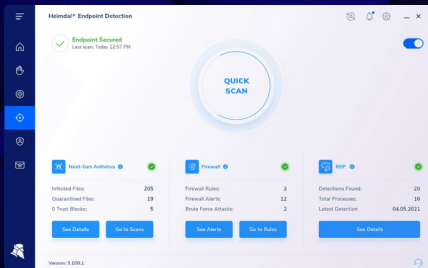 Heimdal® Endpoint Detection
Endpoint Secured
Last scan: Today 12:57 PM
QUICK
SCAN
Next-Gen Antivirus
Firewall
REP
Infected Files: 205
Quarantined Files: 19
0 Trust Blocks: 5
Firewall Rules: 3
Firewall Alerts: 12
Brute Force Attacks: 2
Detections Found: 20
Total Processes: 16
Latest Detection 04.05.2021
See Details
Go to Scans
See Alerts
Go to Rules
See Details
Version: 3.100.1